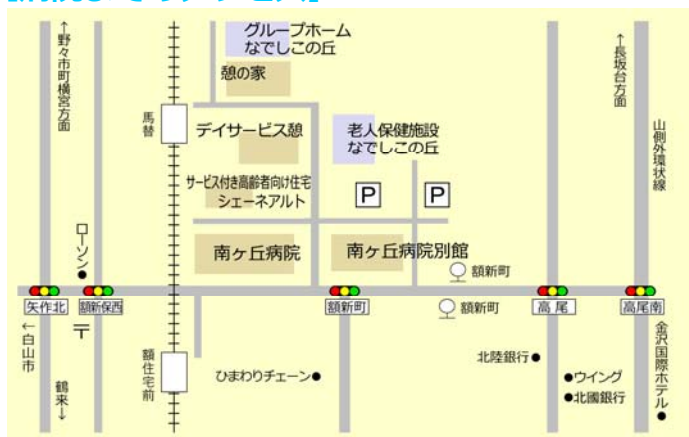 ↑野々市町横宮方面
グループホーム
なでしこの丘
憩の家
↑長坂台方面
馬替
デイサービス憩
老人保健施設
なでしこの丘
山側外環状線
サービス付き高齢者向け住宅
シェーネアルト
P
P
ローソン
南ヶ丘病院
南ヶ丘病院別館
額新町
矢作北
額新保西
額新町
額新町
高尾
高尾南
←白山市
〒
鶴来→
額住宅前
ひまわりチェーン
北陸銀行
ウイング
北國銀行
金沢国際ホテル